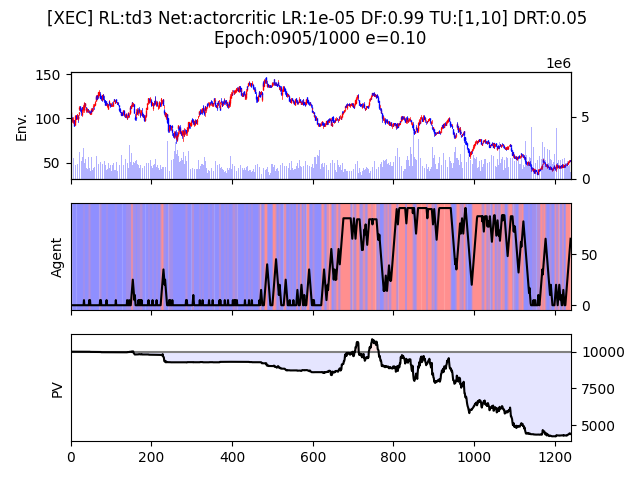 [XEC] RL:td3 Net:actorcritic LR:1e-05 DF:0.99 TU:[1,10] DRT:0.05
Epoch:0905/1000 e=0.10
1e6
150
100
50
Env.
5
0
Agent
50
0
PV
10000
7500
5000
0 200 400 600 800 1000 1200